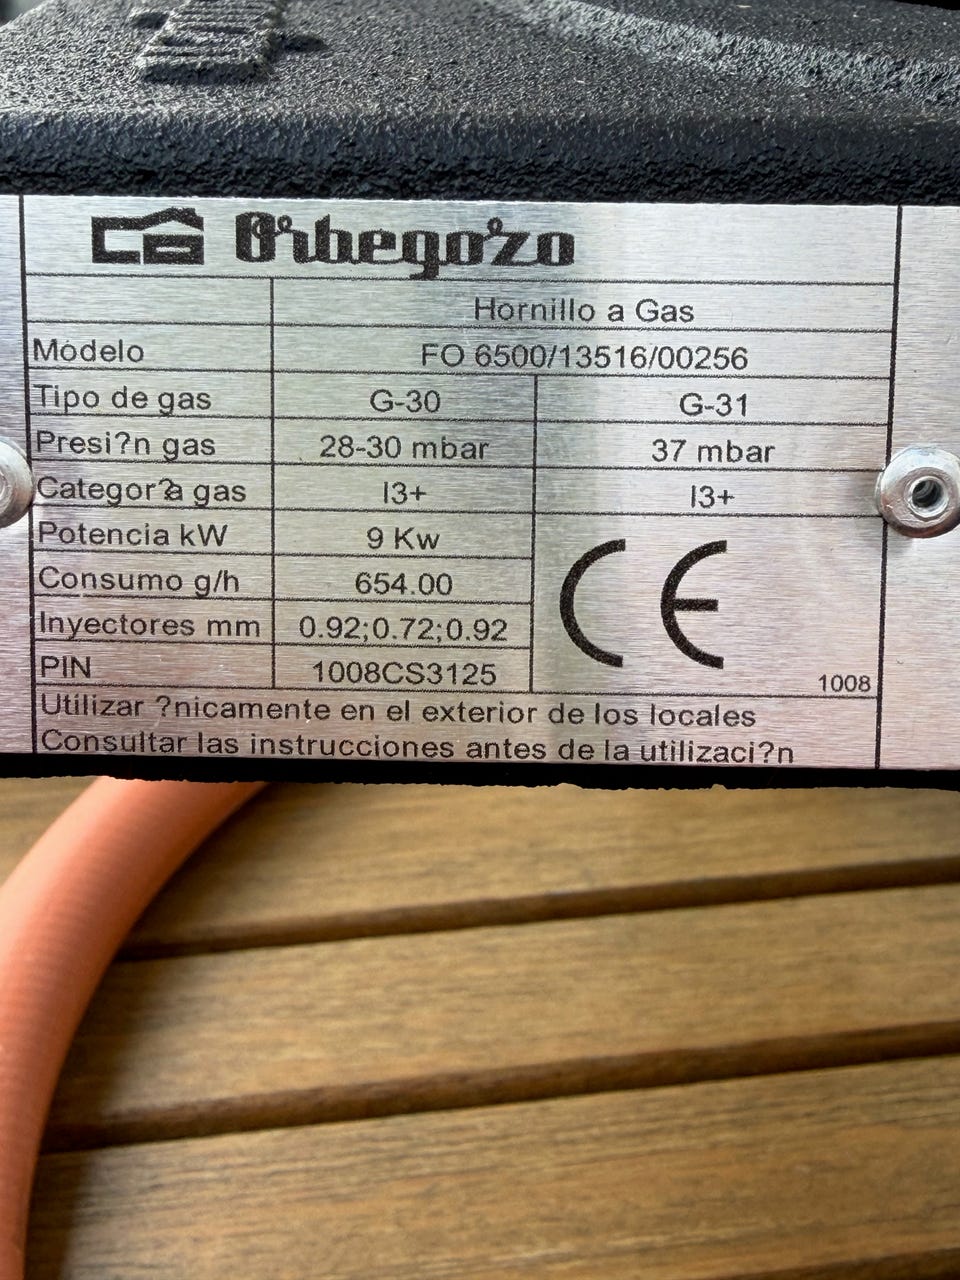 Orbegozo
Hornillo a Gas
Modelo FO 6500/13516/00256
Tipo de gas G-30 G-31
Presi?n gas 28-30 mbar 37 mbar
Categor?a gas I3+ I3+
Potencia kW 9 Kw
Consumo g/h 654.00
Inyectores mm 0.92;0.72;0.92
CE
PIN 1008CS3125
1008
Utilizar ?nicamente en el exterior de los locales
Consultar las instrucciones antes de la utilizaci?n